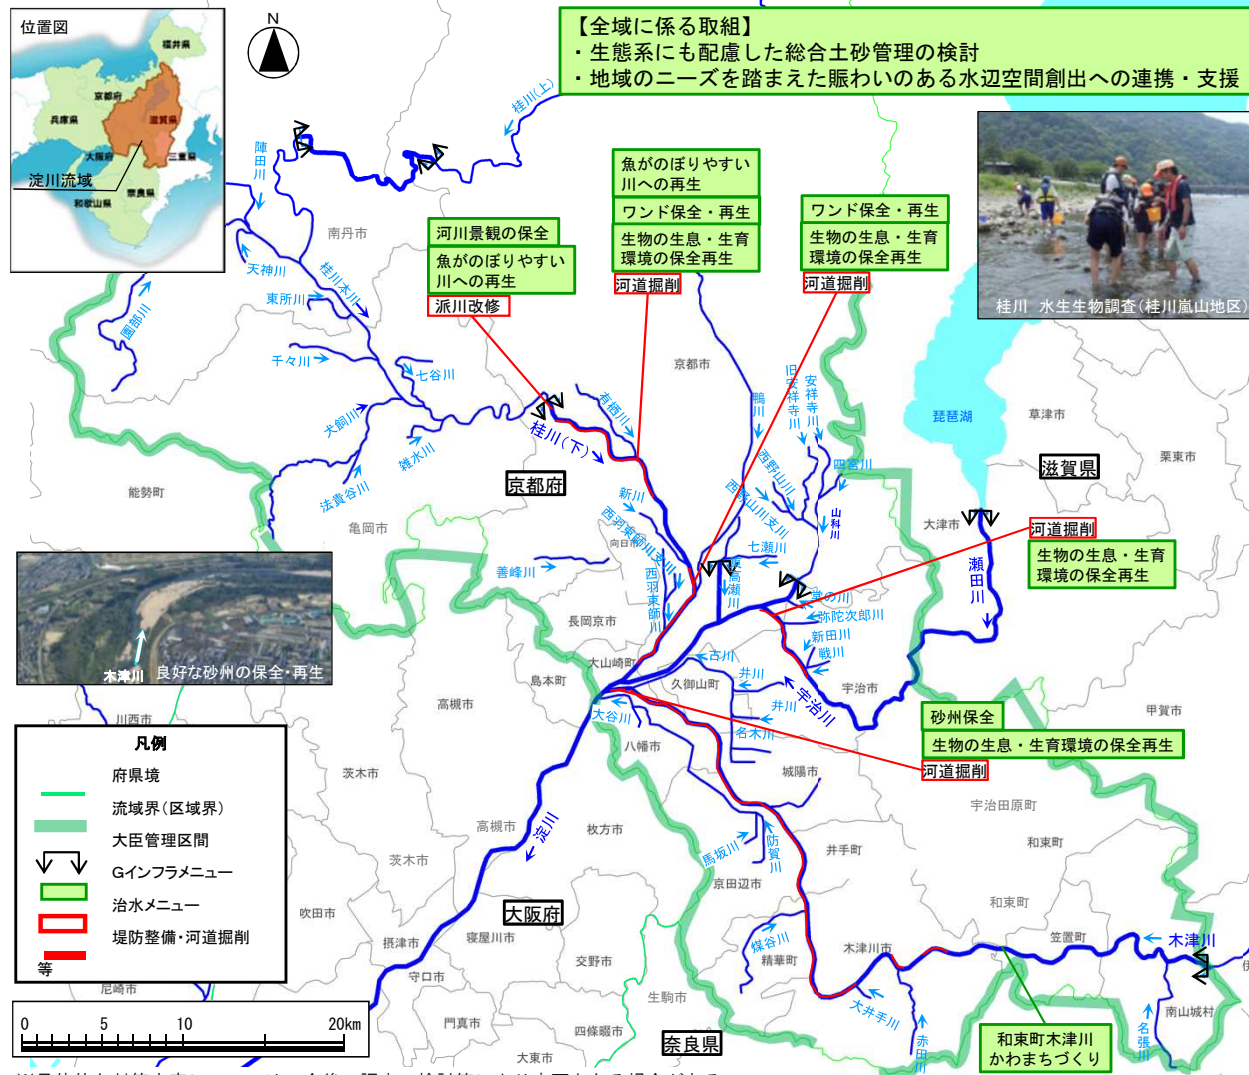 位置図
福井県
京都府
兵庫県
滋賀県
大阪府
三重県
淀川流域
奈良県
和歌山県
N
【全域に係る取組】
・生態系にも配慮した総合土砂管理の検討
・地域のニーズを踏まえた賑わいのある水辺空間創出への連携・支援
桂川 水生生物調査(桂川嵐山地区)
桂川(上)
陣田川
南丹市
天神川
桂川本川
東所川
園部川
千々川
七谷川
犬飼川
雑水川
法貴谷川
能勢町
亀岡市
河川景観の保全
魚がのぼりやすい
川への再生
派川改修
魚がのぼりやすい
川への再生
ワンド保全・再生
生物の生息・生育
環境の保全再生
河道掘削
ワンド保全・再生
生物の生息・生育
環境の保全再生
河道掘削
京都市
有栖川
桂川(下)
鴨川
旧安祥寺川
安祥寺川
西野山川
四宮川
西野山川支川
山科川
京都府
新川
西羽束師川支川
向日市
西羽束師川
善峰川
七瀬川
東高瀬川
堂の川
弥陀次郎川
新田川
戦川
長岡京市
大山崎町
島本町
古川
久御山町
井川
井川
名木川
宇治川
宇治市
大谷川
八幡市
城陽市
琵琶湖
草津市
滋賀県
栗東市
大津市
瀬田川
河道掘削
生物の生息・生育
環境の保全再生
甲賀市
砂州保全
生物の生息・生育環境の保全再生
河道掘削
宇治田原町
和束町
和束町
井手町
防賀川
馬坂川
京田辺市
煤谷川
精華町
木津川市
笠置町
木津川
大井手川
赤田川
名張川
南山城村
和束町木津川
かわまちづくり
木津川
良好な砂州の保全・再生
川西市
高槻市
茨木市
高槻市
茨木市
枚方市
淀川
吹田市
摂津市
寝屋川市
大阪府
守口市
交野市
生駒市
門真市
四條畷市
大東市
尼崎市
奈良県
凡例
府県境
流域界(区域界)
大臣管理区間
Gインフラメニュー
治水メニュー
堤防整備・河道掘削
等
0 5 10 20km